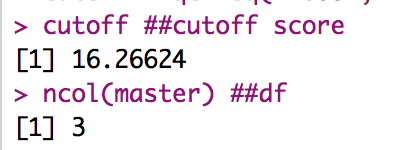 > cutoff ##cutoff score
[1] 16.26624
> ncol(master) ##df
[1] 3